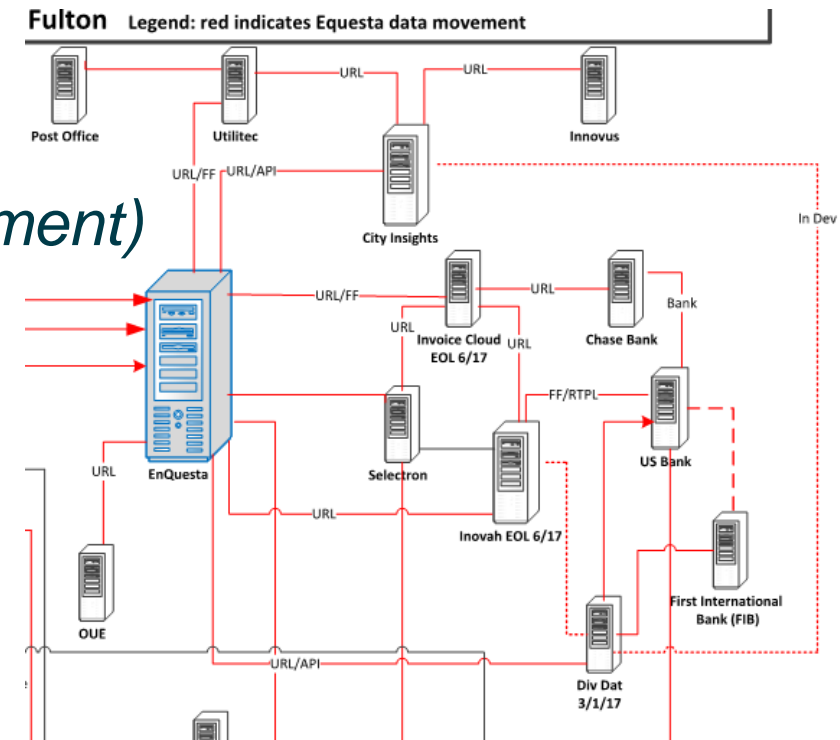 Fulton Legend: red indicates Equesta data movement
URL
URL
Post Office
Utilitec
Innovus
URL/FF
URL/API
ment)
City Insights
In Dev
URL/FF
URL
Bank
URL
Invoice Cloud
EOL 6/17
URL
Chase Bank
FF/RTPL
URL
EnQuesta
Selectron
US Bank
URL
Inovah EOL 6/17
First International
Bank (FIB)
OUE
URL/API
Div Dat
3/1/17